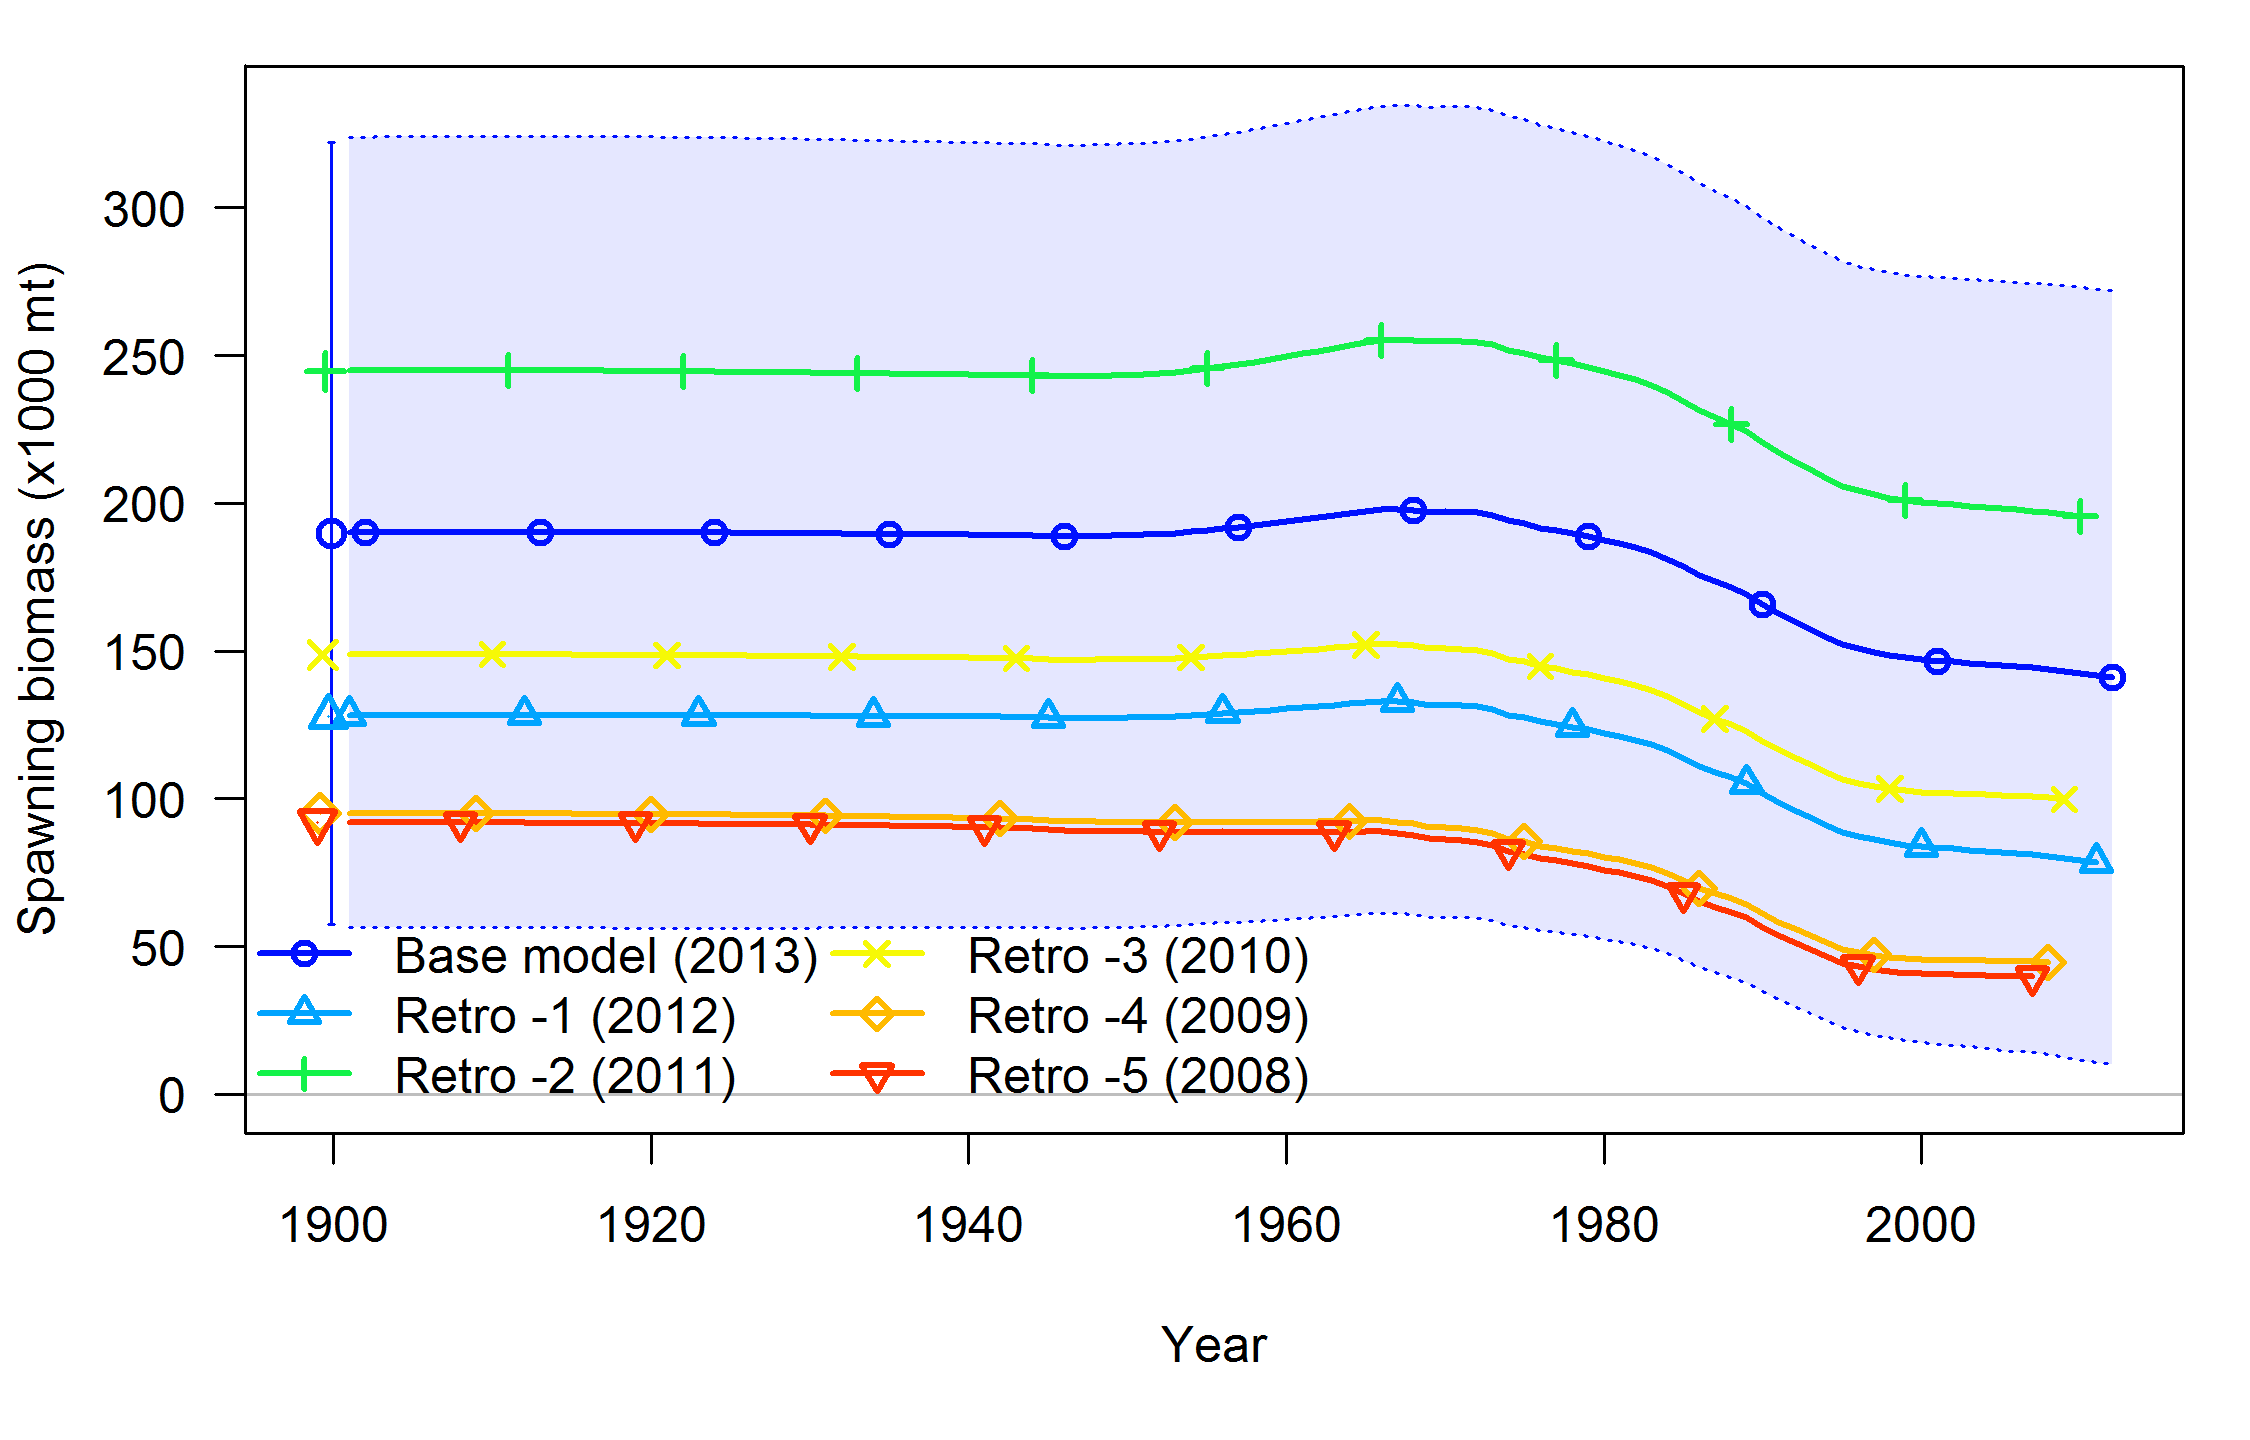 Spawning biomass (x1000 mt)
300
250
200
150
100
50
0
Base model (2013)
Retro -1 (2012)
Retro -2 (2011)
Retro -3 (2010)
Retro -4 (2009)
Retro -5 (2008)
1900 1920 1940 1960 1980 2000
Year